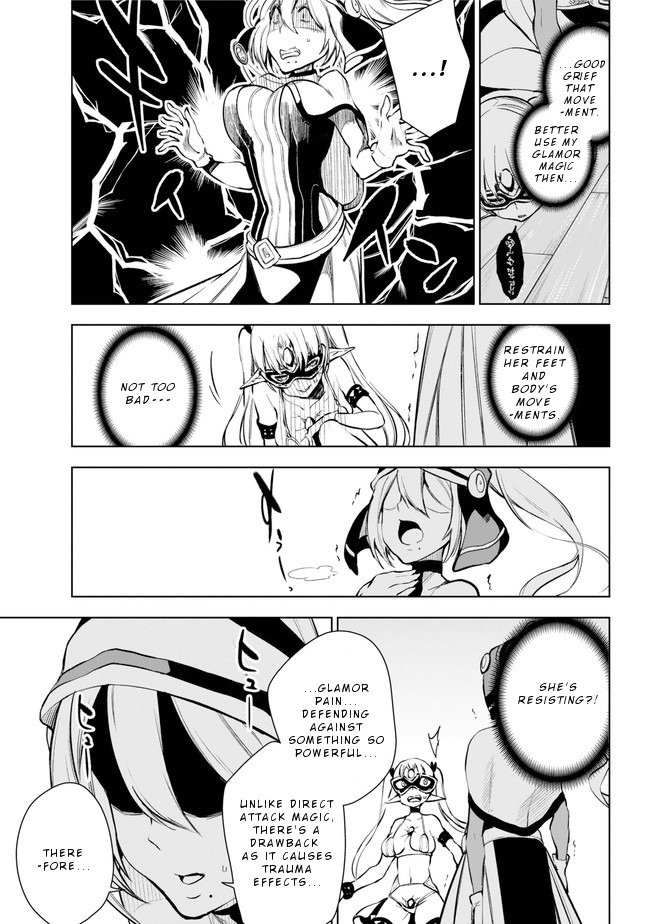 ...GOOD
GRIEF
THAT
MOVE
-MENT.
BETTER
USE MY
GLAMOR
MAGIC
THEN...
...!
RESTRAIN
HER FEET
AND
BODY'S
MOVE
-MENTS.
NOT TOO
BAD---
SHE'S
RESISTING?!
...GLAMOR
PAIN...
DEFENDING
AGAINST
SOMETHING SO
POWERFUL...
UNLIKE DIRECT
ATTACK MAGIC,
THERE'S A
DRAWBACK
AS IT CAUSES
TRAUMA
EFFECTS...
THERE
-FORE...